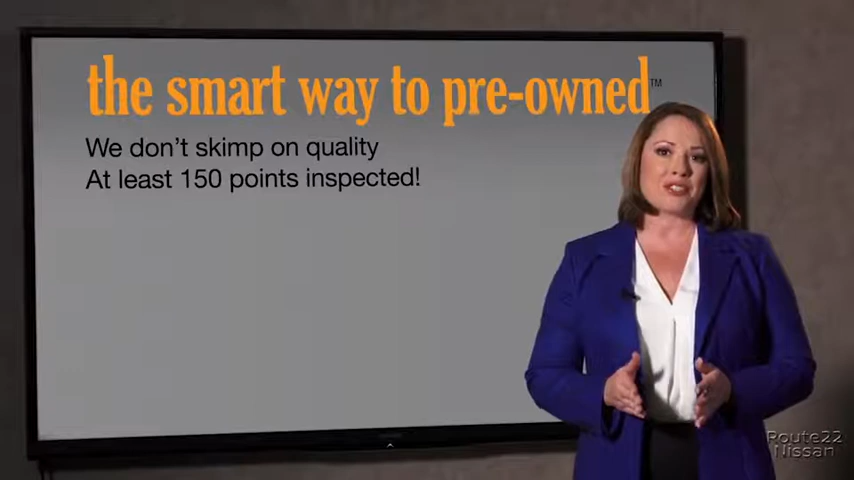 the smart way to pre-owned™
We don't skimp on quality
At least 150 points inspected!
Route22
Nissan